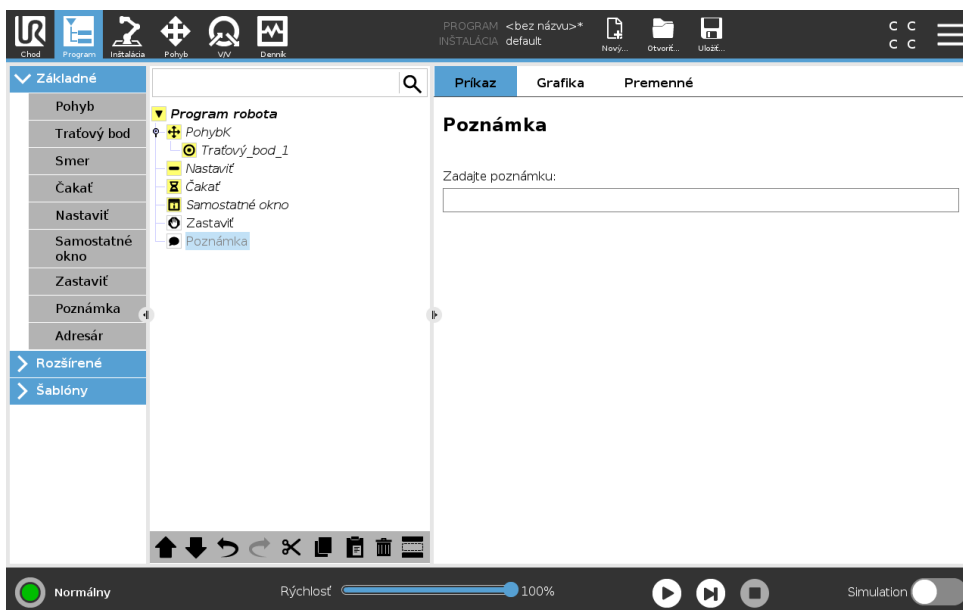 PROGRAM <bez názvu>*
INŠTALÁCIA default
Chod
Program
Inštalácia
Pohyb
V/V
Denník
Nový...
Otvoriť...
Uložiť...
C C
C C
Základné
Pohyb
Traťový bod
Smer
Čakať
Nastaviť
Samostatné
okno
Zastaviť
Poznámka
Adresár
Rozšírené
Šablóny
Program robota
PohybK
Traťový_bod_1
Nastaviť
Čakať
Samostatné okno
Zastaviť
Poznámka
Príkaz
Grafika
Premenné
Poznámka
Zadajte poznámku:
Normálny
Rýchlosť
100%
Simulation